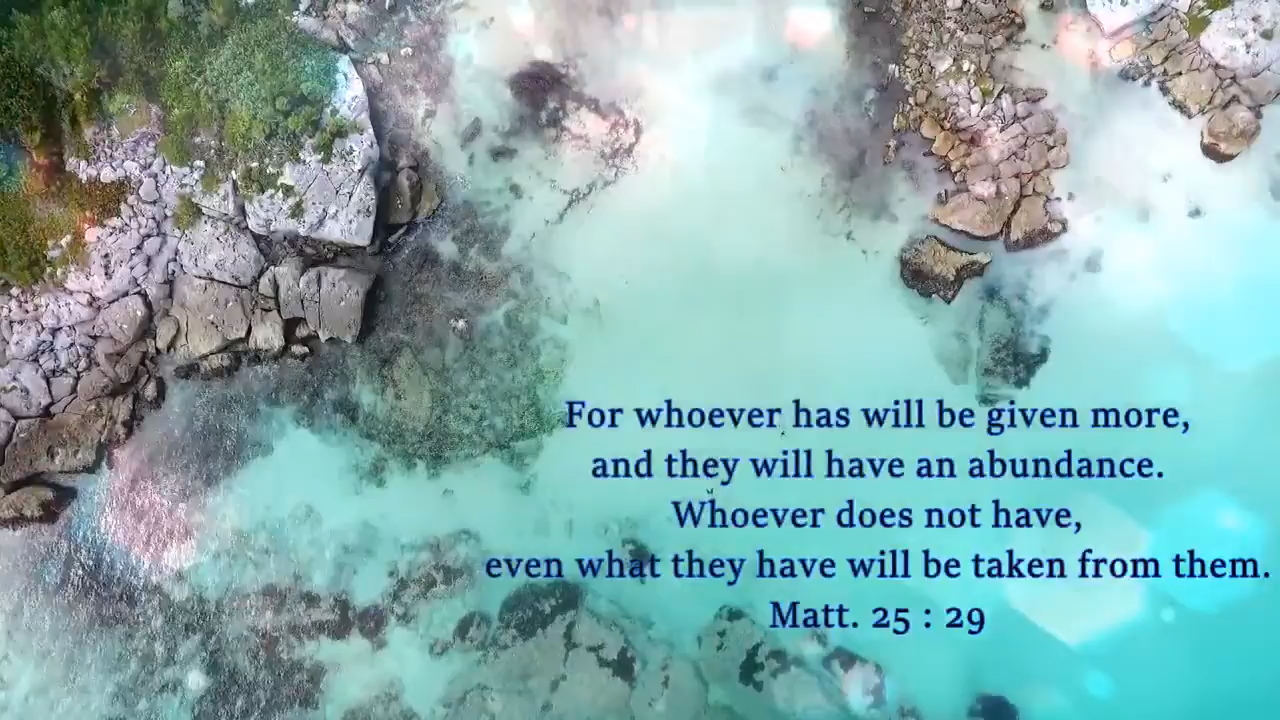 For whoever has will be given more,
and they will have an abundance.
Whoever does not have,
even what they have will be taken from them.
Matt. 25 : 29